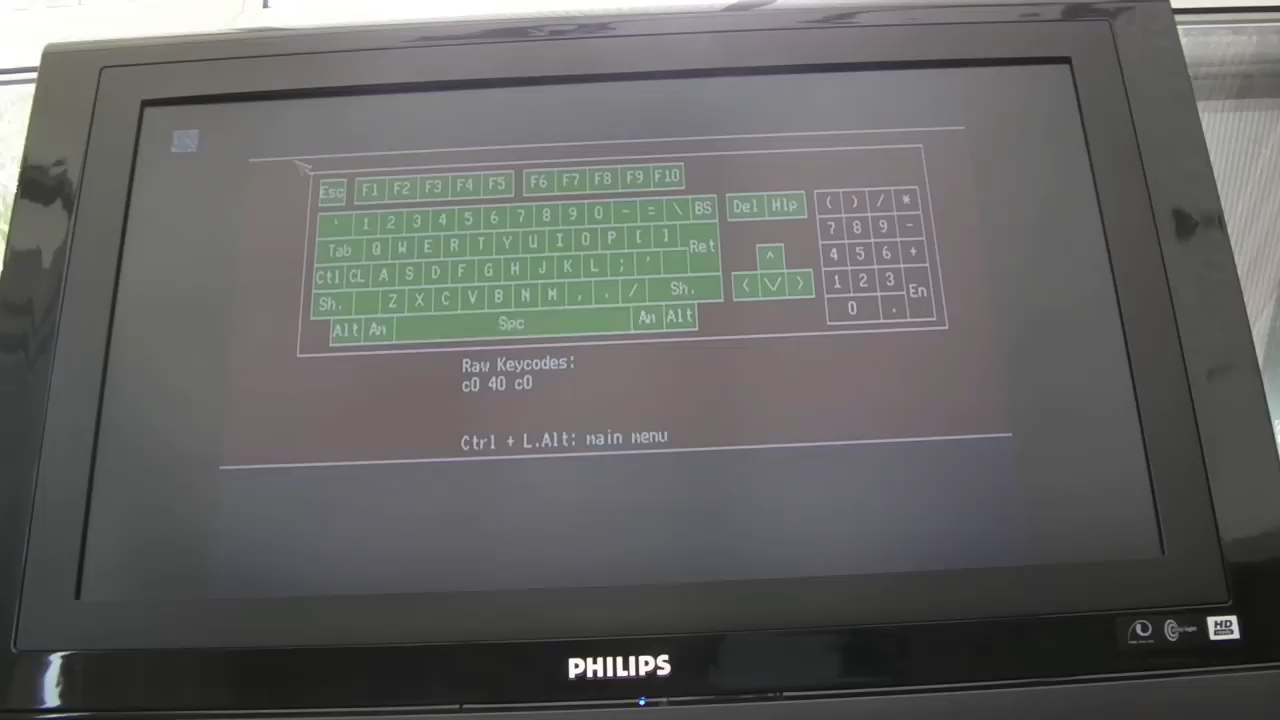 Esc F1 F2 F3 F4 F5 F6 F7 F8 F9 F10
` 1 2 3 4 5 6 7 8 9 0 - = \ BS Del Hlp ( ) / *
Tab Q W E R T Y U I O P [ ] Ret 7 8 9 -
Ctl CL A S D F G H J K L ; ' ^ 4 5 6 +
Sh. Z X C V B N M , . / Sh. < \/ > 1 2 3 En
Alt Am Spc Am Alt 0 .
Raw Keycodes:
c0 40 c0
Ctrl + L.Alt: main menu
PHILIPS
HD